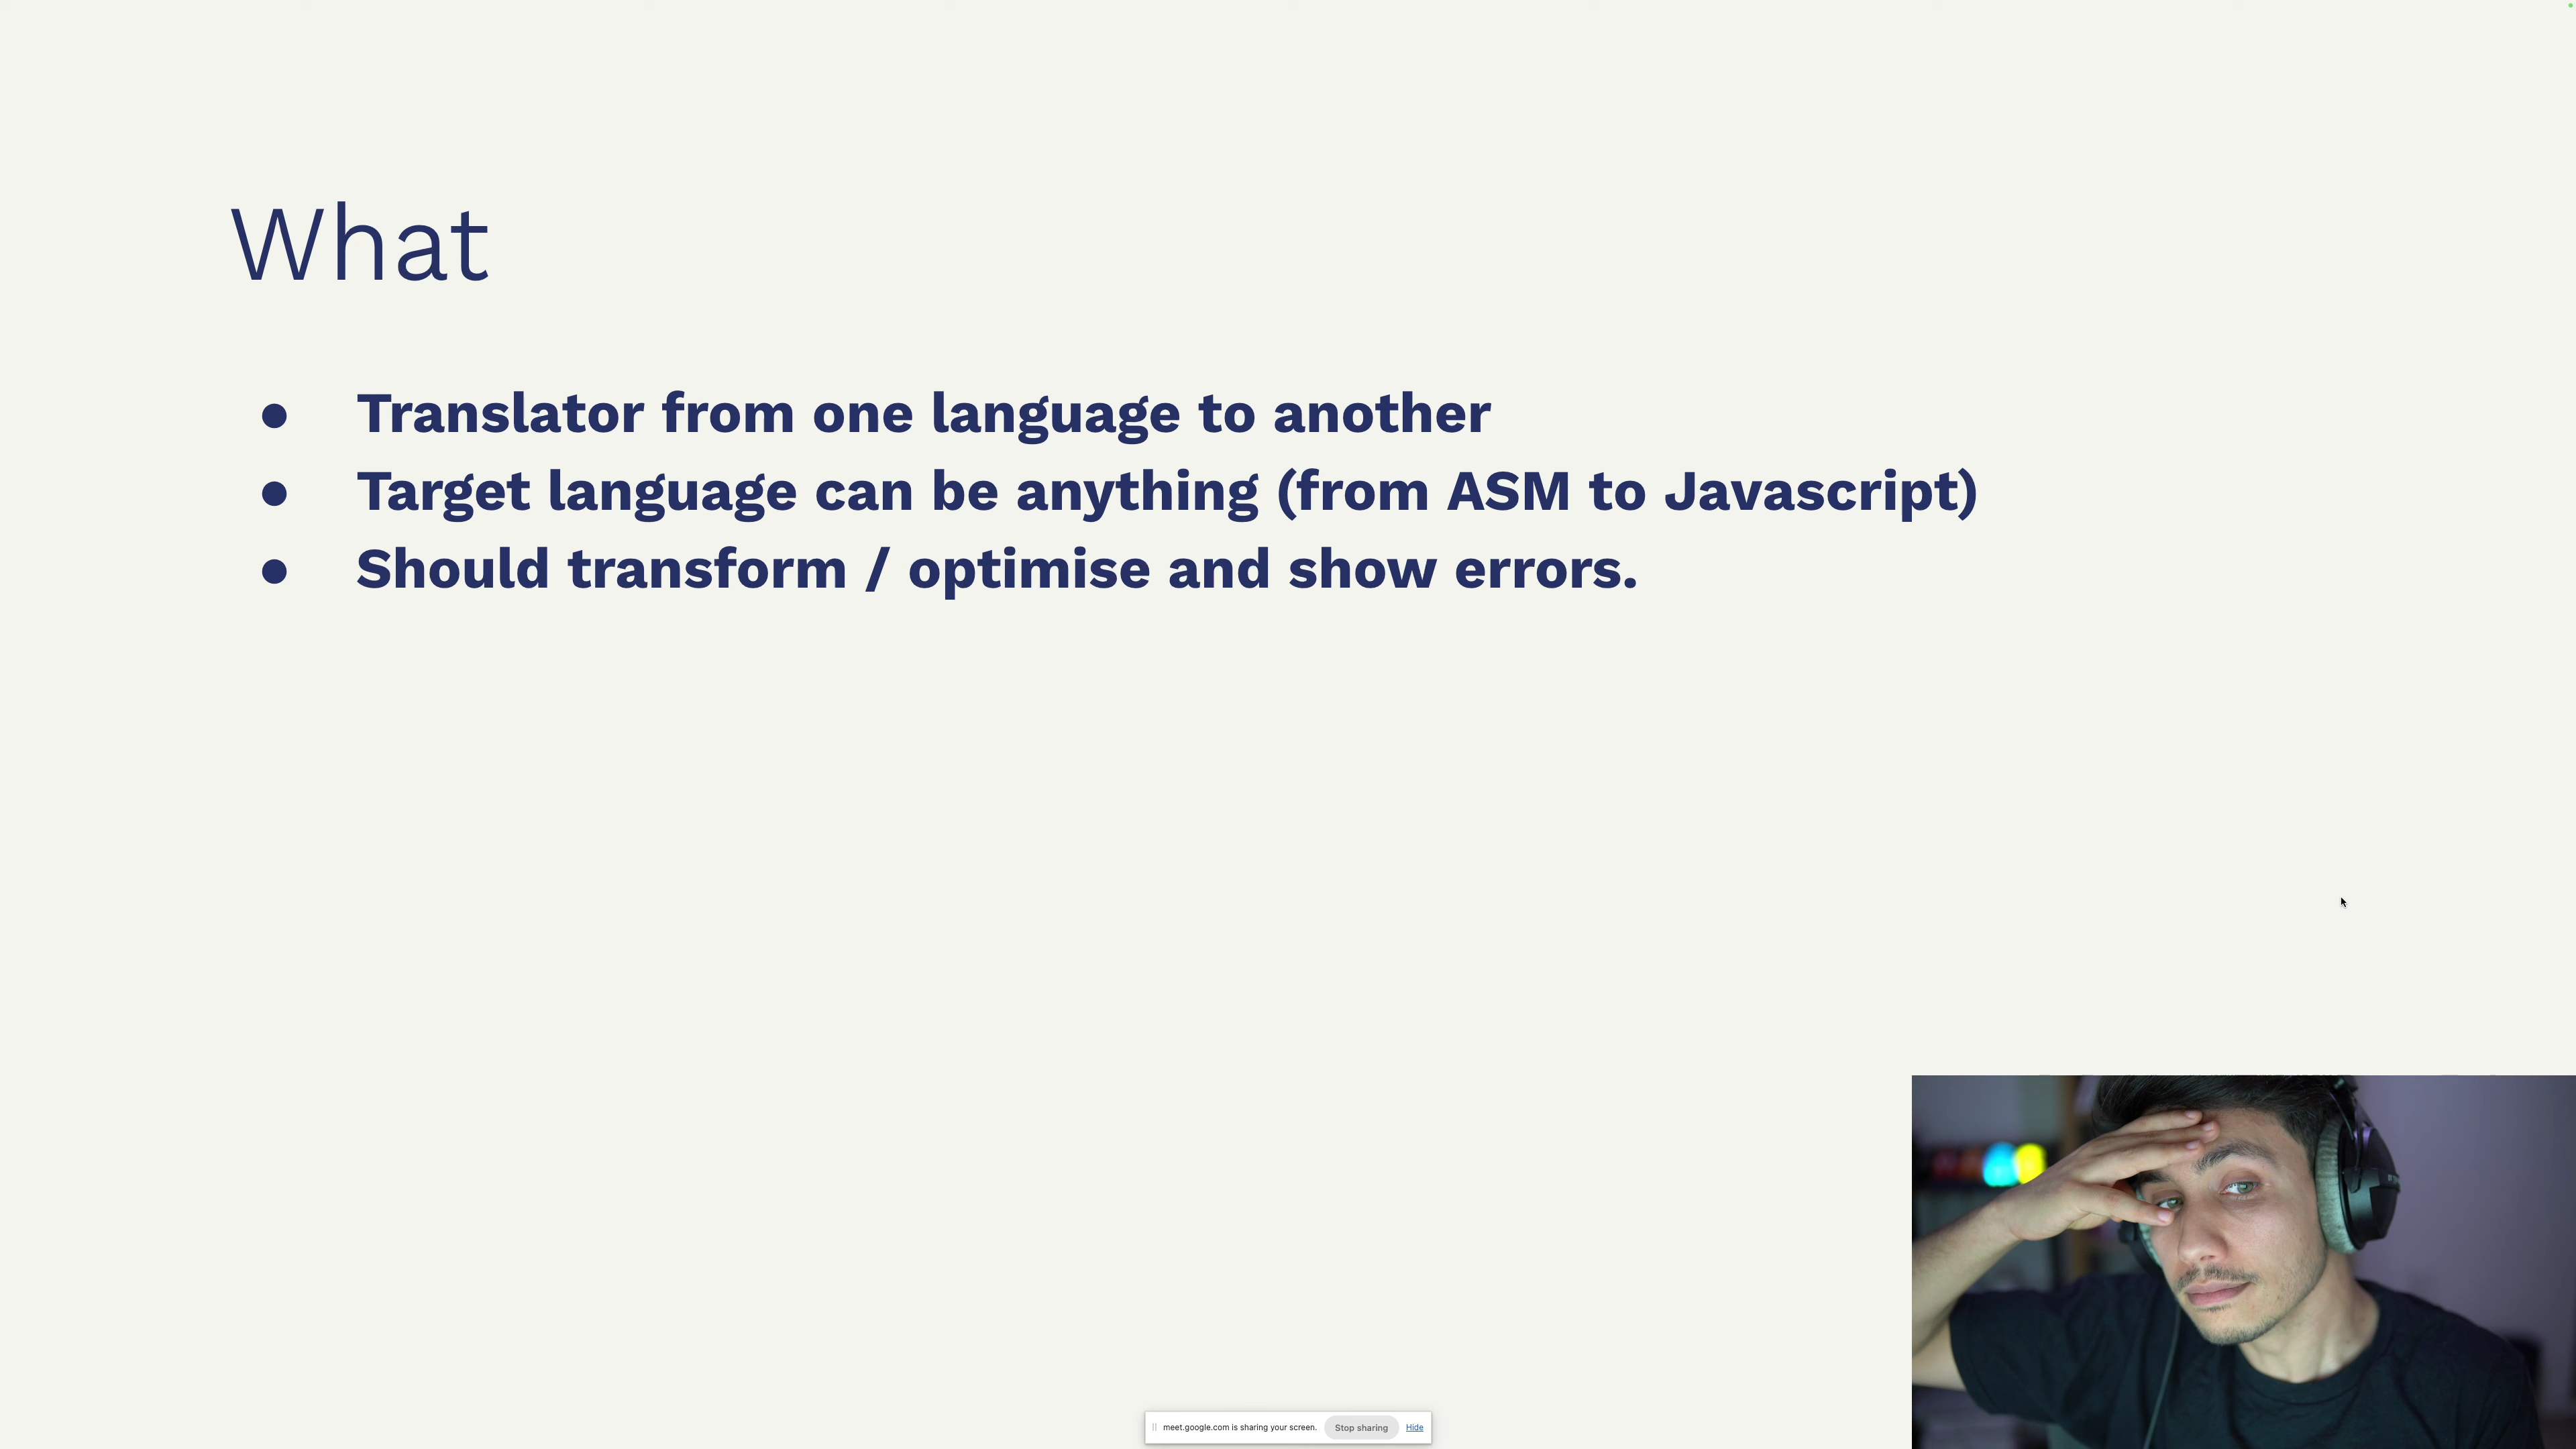 What
● Translator from one language to another
● Target language can be anything (from ASM to Javascript)
● Should transform / optimise and show errors.
meet.google.com is sharing your screen. Stop sharing Hide